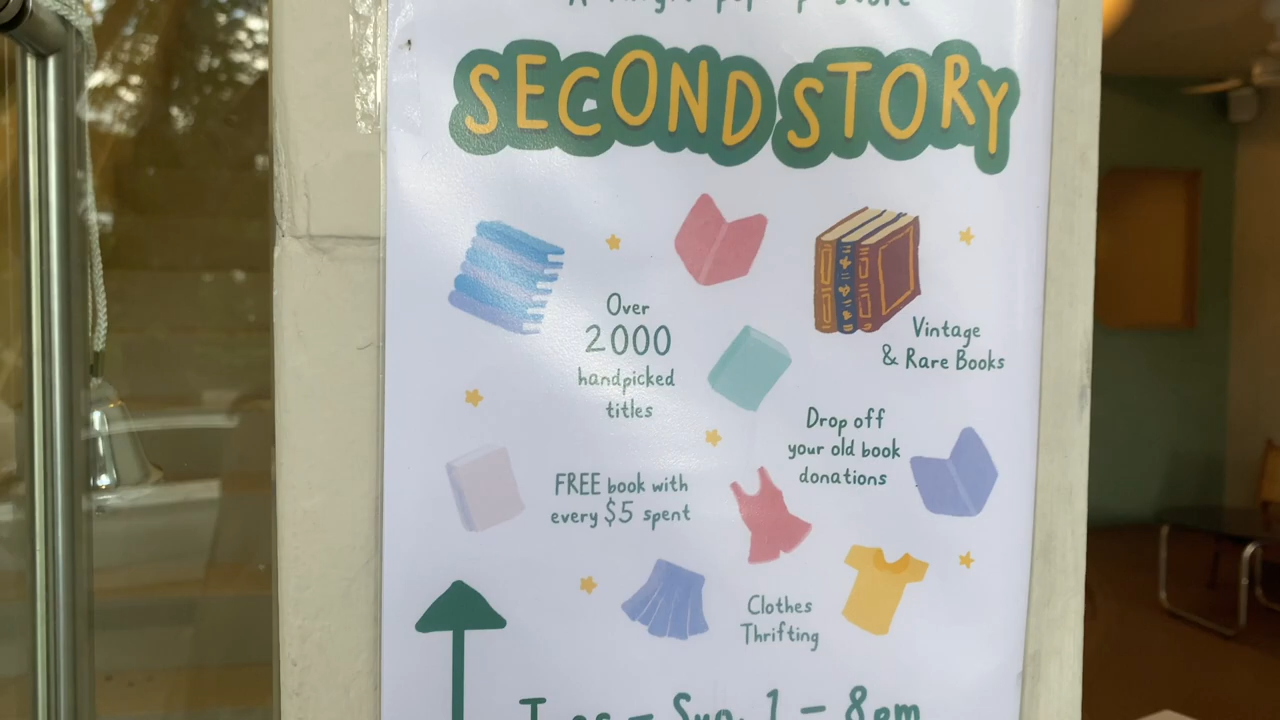 SECOND STORY
Over
2000
handpicked
titles
Vintage
& Rare Books
Drop off
your old book
donations
FREE book with
every $5 spent
Clothes
Thrifting
Tues – Sun, 1 – 8pm